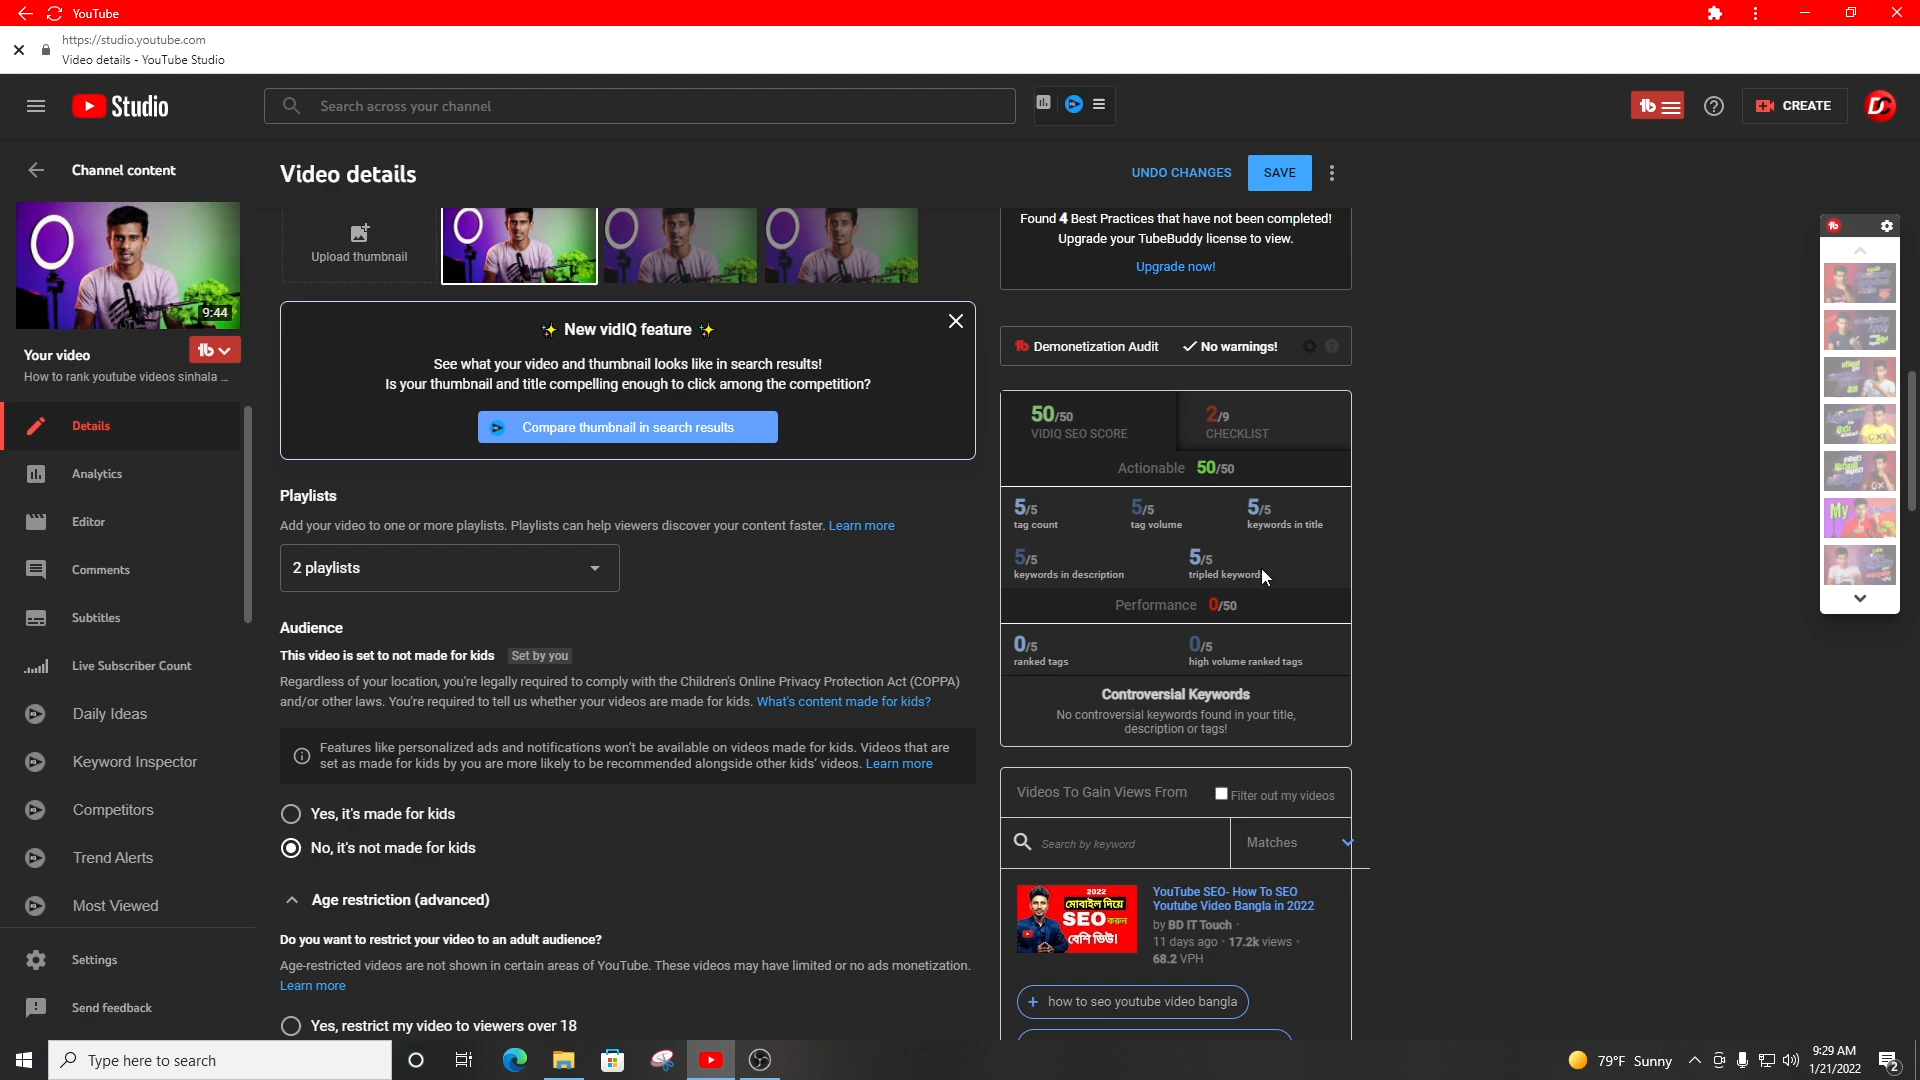 YouTube
https://studio.youtube.com
Video details - YouTube Studio
Studio
Search across your channel
CREATE
Channel content
9:44
Your video
How to rank youtube videos sinhala ...
Details
Analytics
Editor
Comments
Subtitles
Live Subscriber Count
Daily Ideas
Keyword Inspector
Competitors
Trend Alerts
Most Viewed
Settings
Send feedback
Video details
UNDO CHANGES
SAVE
Upload thumbnail
✨ New vidIQ feature ✨
See what your video and thumbnail looks like in search results!
Is your thumbnail and title compelling enough to click among the competition?
Compare thumbnail in search results
Playlists
Add your video to one or more playlists. Playlists can help viewers discover your content faster. Learn more
2 playlists
Audience
This video is set to not made for kids Set by you
Regardless of your location, you're legally required to comply with the Children's Online Privacy Protection Act (COPPA)
and/or other laws. You're required to tell us whether your videos are made for kids. What's content made for kids?
Features like personalized ads and notifications won't be available on videos made for kids. Videos that are
set as made for kids by you are more likely to be recommended alongside other kids' videos. Learn more
Yes, it's made for kids
No, it's not made for kids
Age restriction (advanced)
Do you want to restrict your video to an adult audience?
Age-restricted videos are not shown in certain areas of YouTube. These videos may have limited or no ads monetization.
Learn more
Yes, restrict my video to viewers over 18
Found 4 Best Practices that have not been completed!
Upgrade your TubeBuddy license to view.
Upgrade now!
Demonetization Audit ✓ No warnings!
50/50
VIDIQ SEO SCORE
2/9
CHECKLIST
Actionable 50/50
5/5 5/5 5/5
tag count tag volume keywords in title
5/5 5/5
keywords in description tripled keyword
Performance 0/50
0/5 0/5
ranked tags high volume ranked tags
Controversial Keywords
No controversial keywords found in your title,
description or tags!
Videos To Gain Views From Filter out my videos
Search by keyword Matches
2022
মোবাইল দিয়ে
SEO করুন
বেশি ভিউ!
YouTube SEO- How To SEO
Youtube Video Bangla in 2022
by BD IT Touch ·
11 days ago · 17.2k views ·
68.2 VPH
+ how to seo youtube video bangla
My
Type here to search
79°F Sunny
9:29 AM
1/21/2022
2